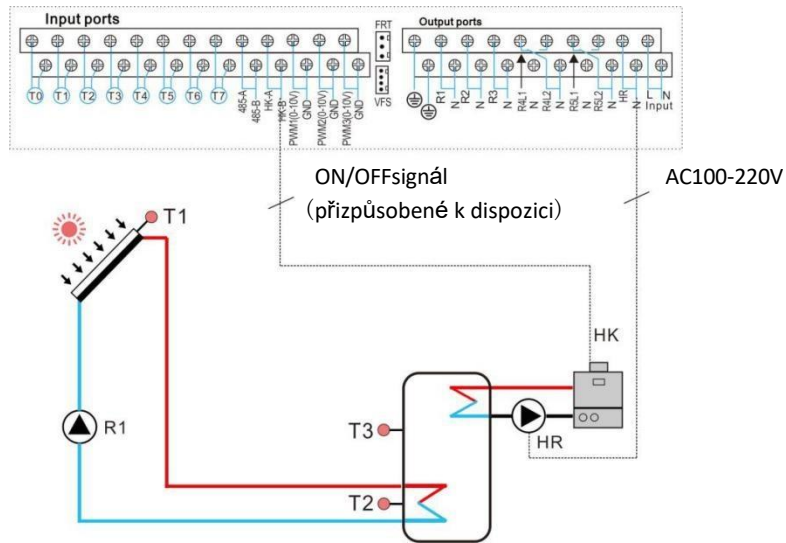 Input ports
FRT
Output ports
T0 T1 T2 T3 T4 T5 T6 T7
485-A
485-B
HK-A
HK-B
PWM1(0-10V)
GND
PWM2(0-10V)
GND
PWM3(0-10V)
GND
VFS
R1
N
R2
N
R3
N
R4L1
N
R4L2
N
R5L1
N
R5L2
N
HR
N
L N
Input
ON/OFFsignál
(přizpůsobené k dispozici)
AC100-220V
T1
HK
R1
T3
HR
T2